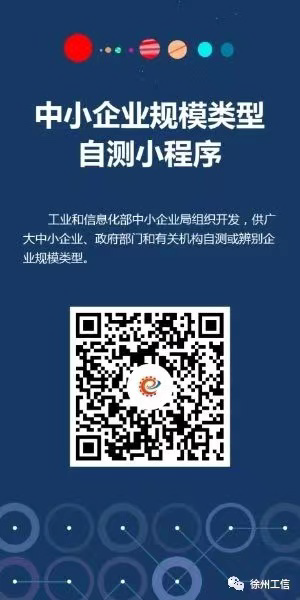 中小企业规模类型
自测小程序
工业和信息化部中小企业局组织开发，供广
大中小企业、政府部门和有关机构自测或辨别企
业规模类型。
徐州工信